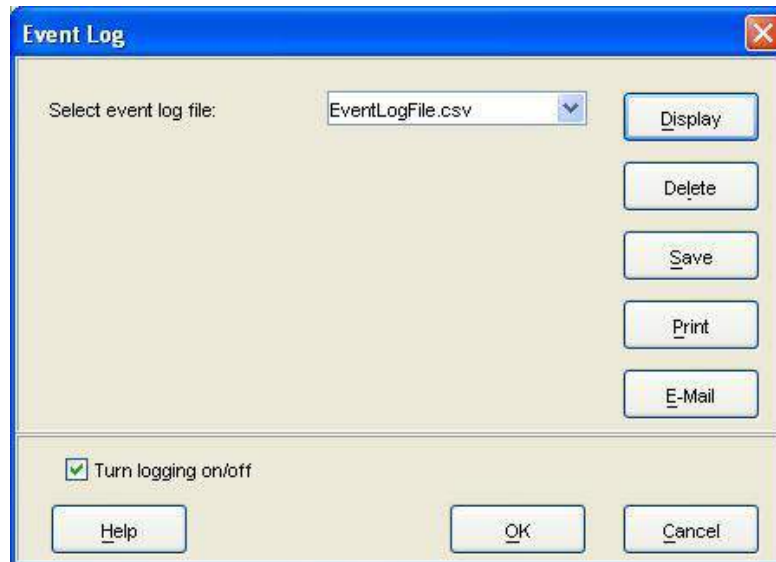 Event Log
Select event log file:
EventLogFile.csv
Display
Delete
Save
Print
E-Mail
Turn logging on/off
Help
OK
Cancel